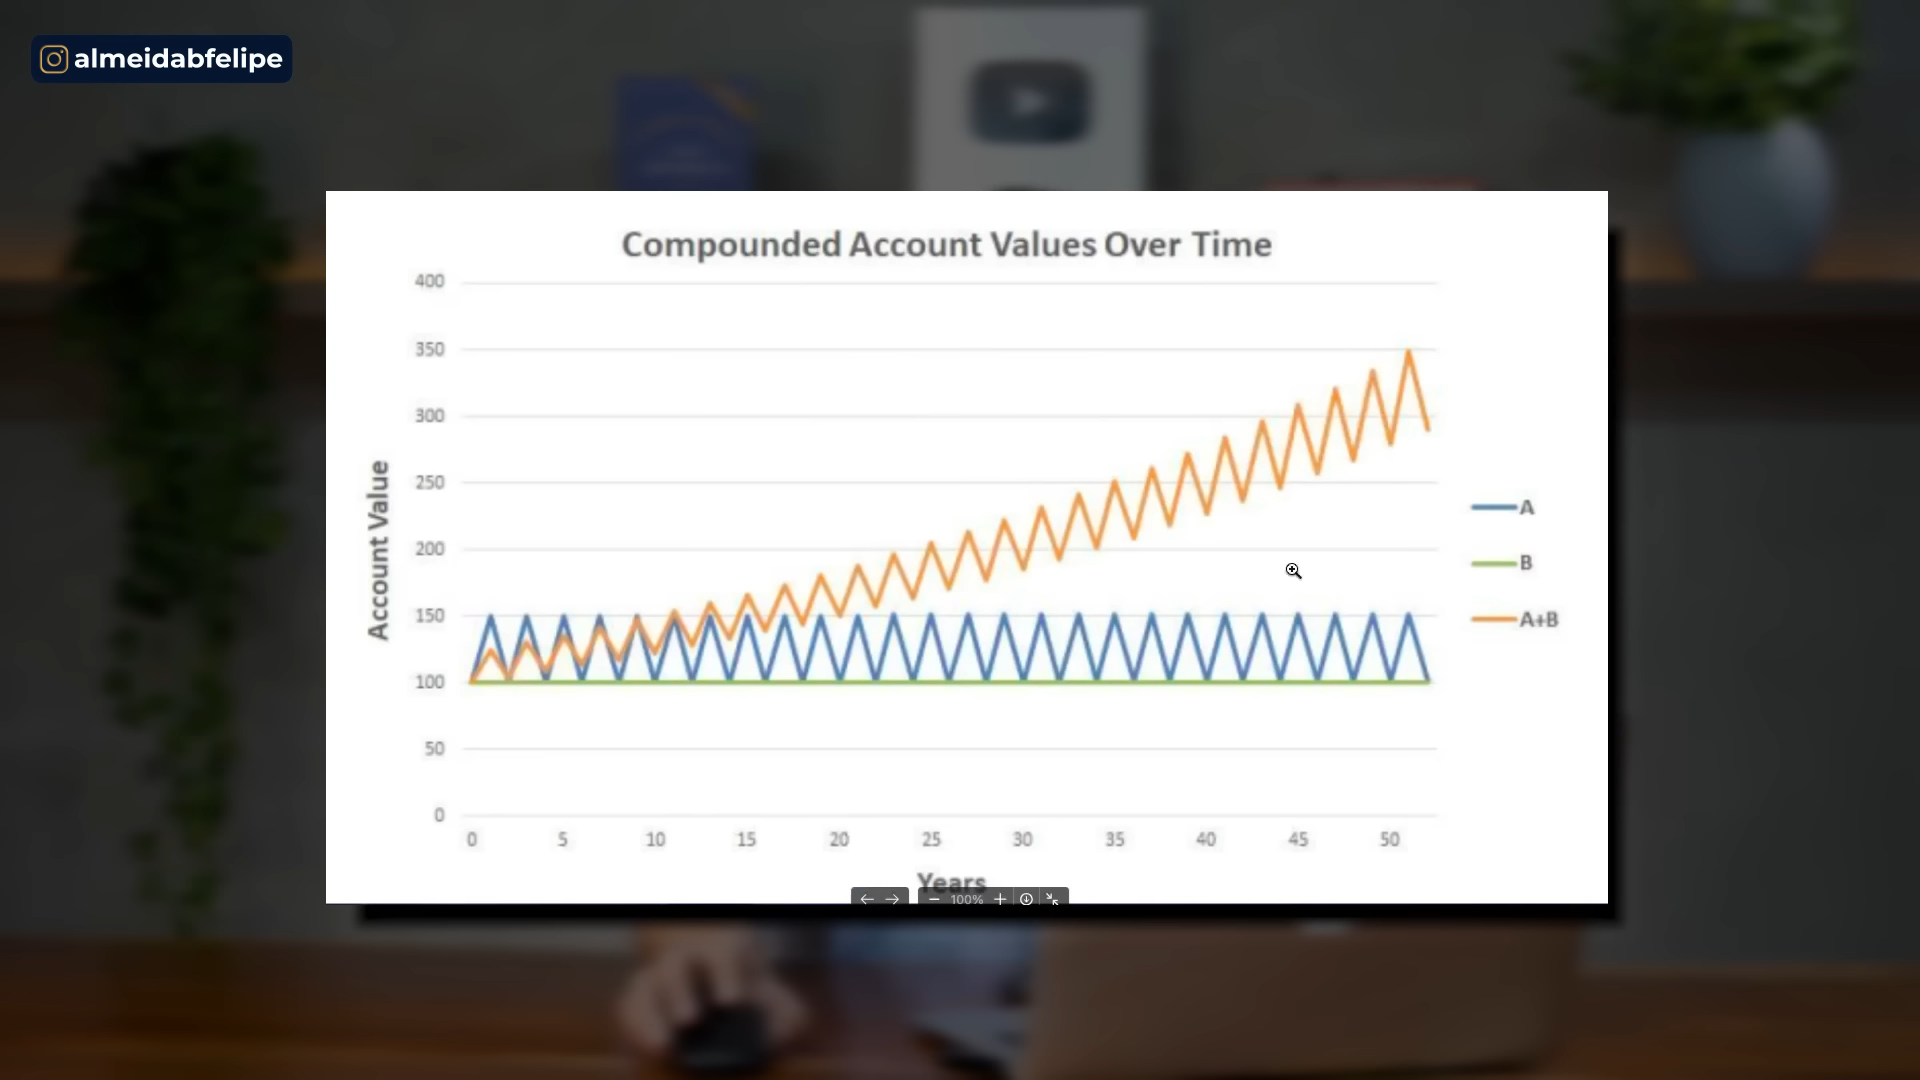 almeidabfelipe
Compounded Account Values Over Time
400
350
300
250
200
150
100
50
0
Account Value
0 5 10 15 20 25 30 35 40 45 50
Years
A
B
A+B
100%